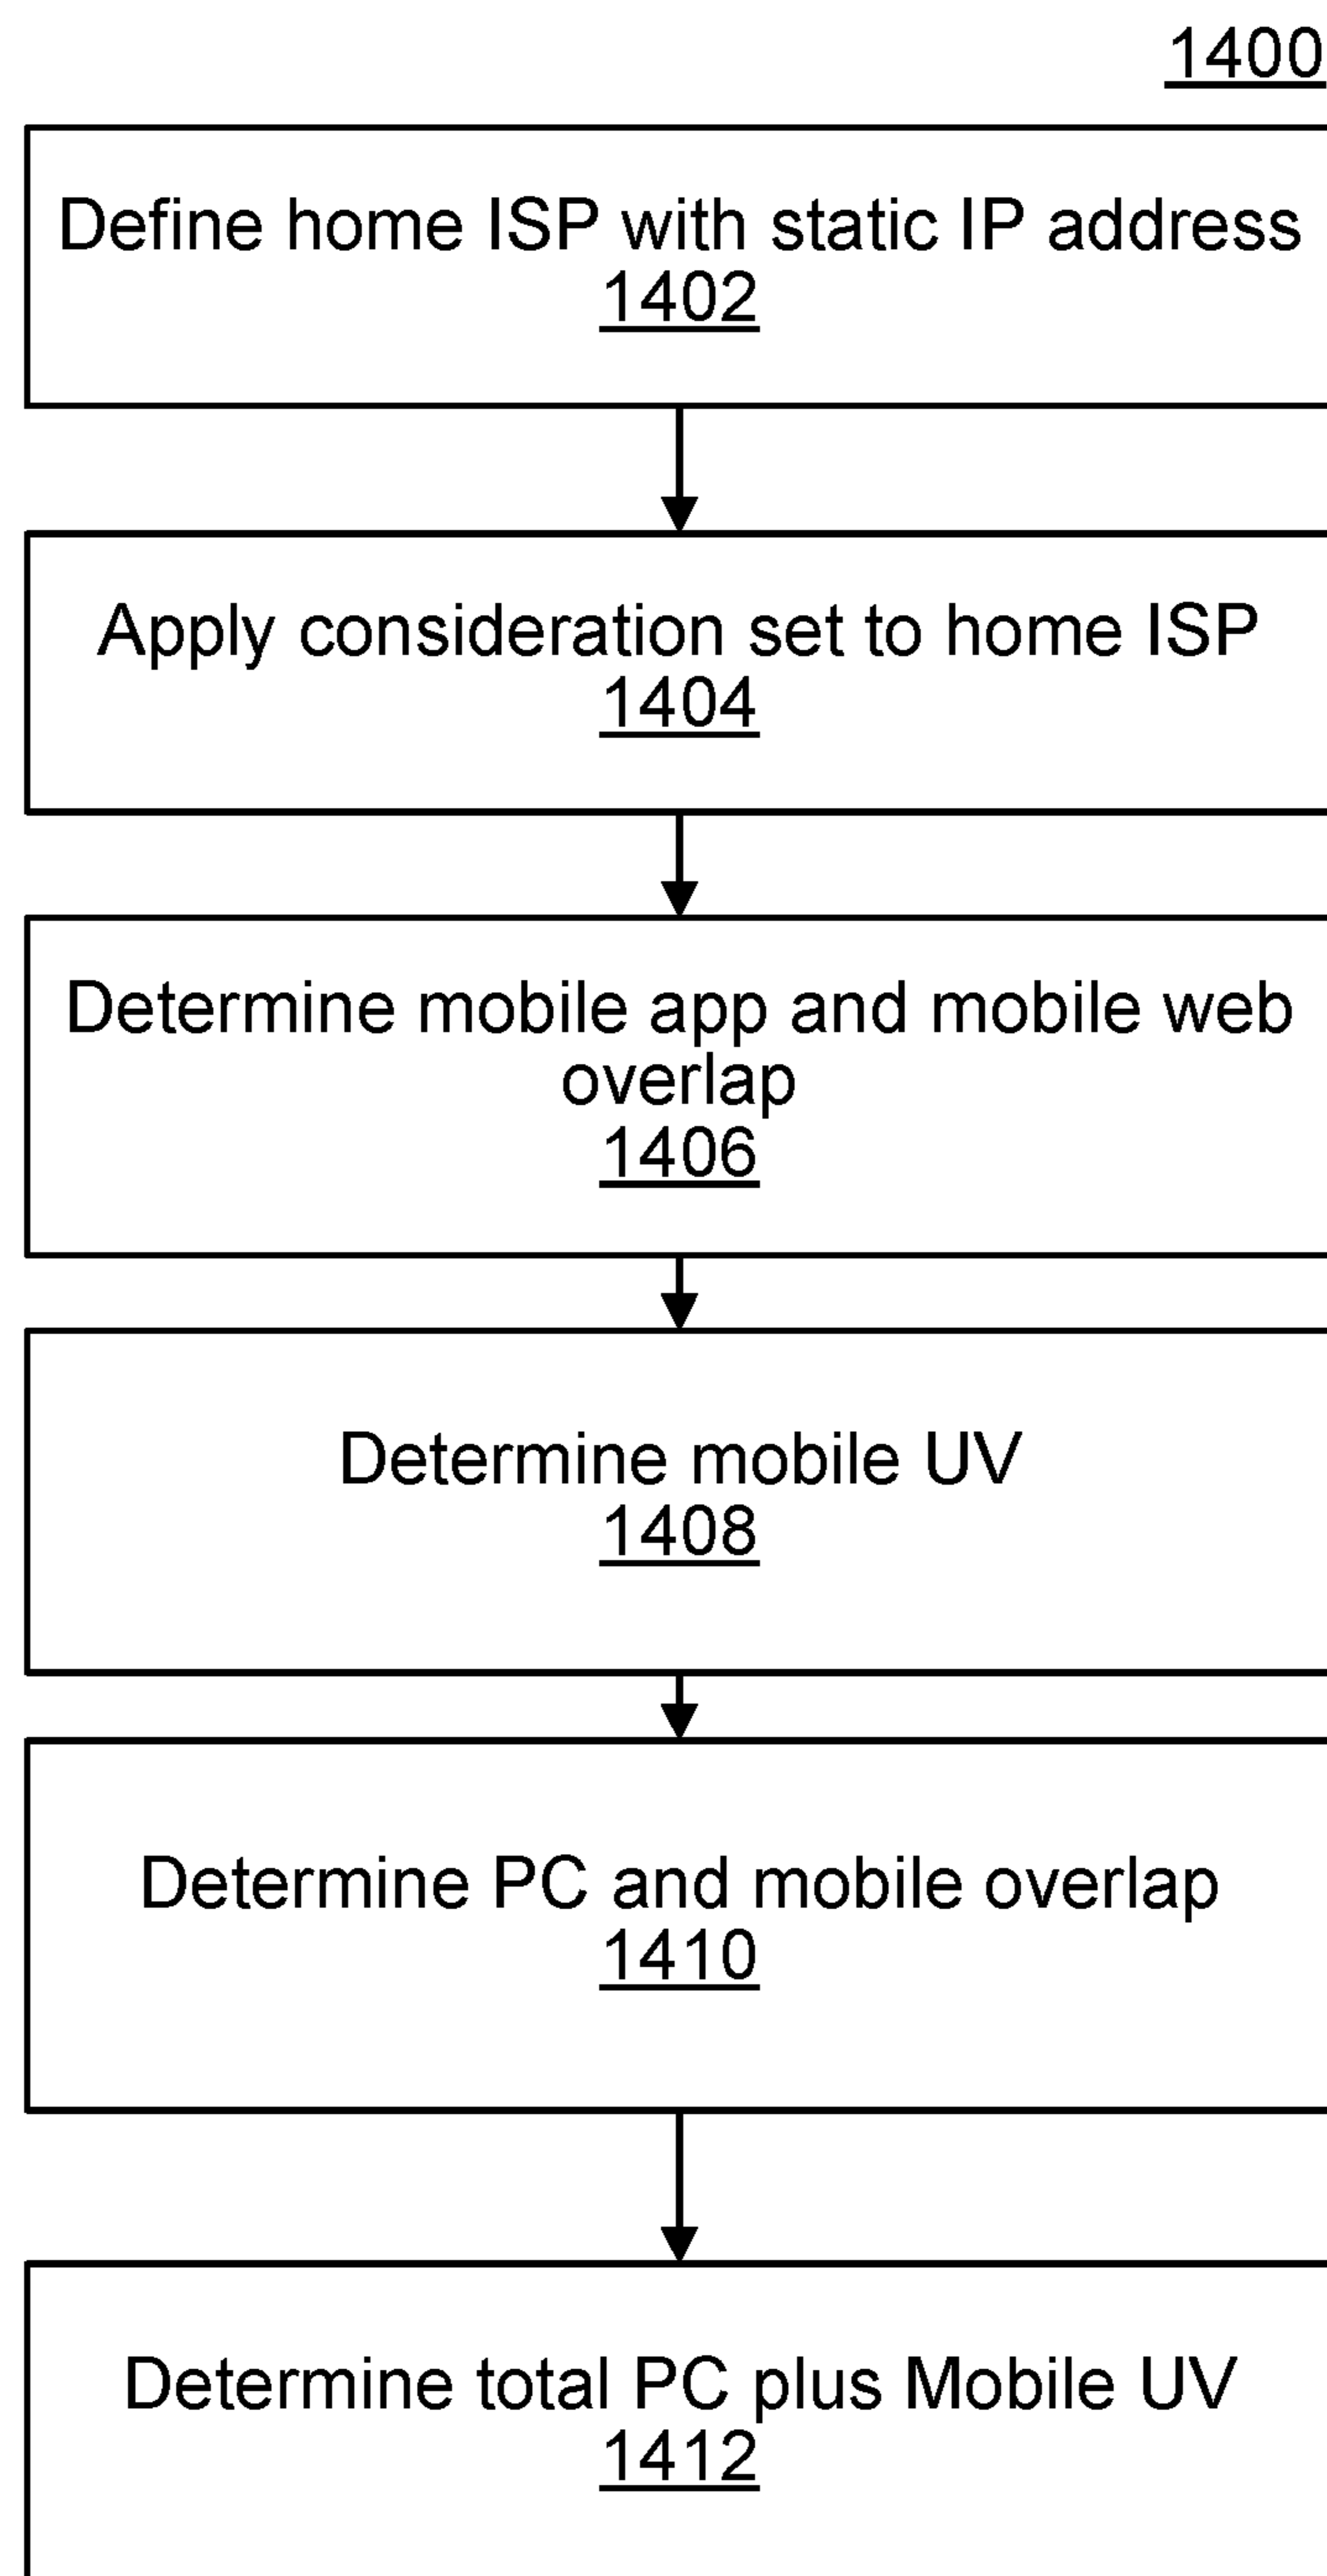 1400
Define home ISP with static IP address
1402
Apply consideration set to home ISP
1404
Determine mobile app and mobile web
overlap
1406
Determine mobile UV
1408
Determine PC and mobile overlap
1410
Determine total PC plus Mobile UV
1412